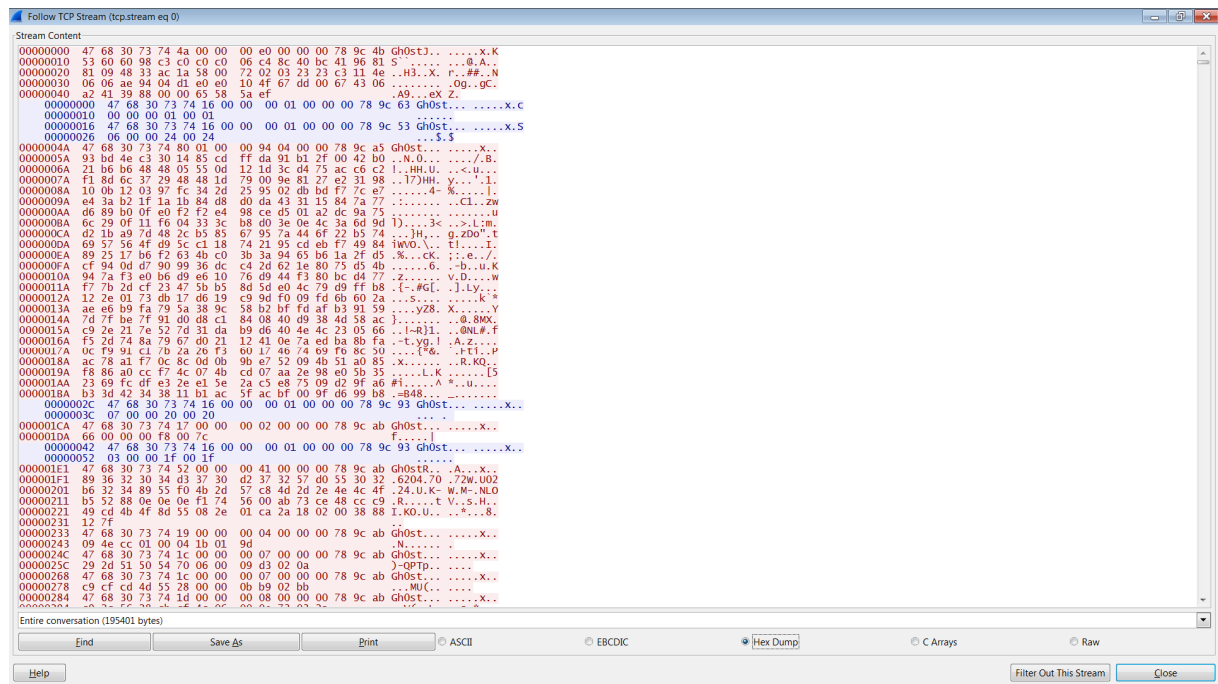 Follow TCP Stream (tcp.stream eq 0)
Stream Content
00000000 47 68 30 73 74 4a 00 00 00 e0 00 00 00 78 9c 4b Gh0stJ.. .....x.K
00000010 53 60 60 98 c3 c0 c0 c0 06 c4 8c 40 bc 41 96 81 S``..... ...@.A..
00000020 81 09 48 33 ac 1a 58 00 72 02 03 23 23 c3 11 4e ..H3..X. r..##..N
00000030 06 06 ae 94 04 d1 e0 e0 10 4f 67 dd 00 67 43 06 ........ .Og..gC.
00000040 a2 41 39 88 00 00 65 58 5a ef .A9...eX Z.
00000000 47 68 30 73 74 16 00 00 00 01 00 00 00 78 9c 63 Gh0st... .....x.c
00000010 00 00 00 01 00 01 ......
00000016 47 68 30 73 74 16 00 00 00 01 00 00 00 78 9c 53 Gh0st... .....x.S
00000026 06 00 00 24 00 24 ...$.$
0000004A 47 68 30 73 74 80 01 00 00 94 04 00 00 78 9c a5 Gh0st... .....x..
0000005A 93 bd 4e c3 30 14 85 cd ff da 91 b1 2f 00 42 b0 ..N.0... ..../.B.
0000006A 21 b6 b6 48 48 05 55 0d 12 1d 3c d4 75 ac c6 c2 !..HH.U. ..<.u...
0000007A f1 8d 6c 37 29 48 48 1d 79 00 9e 81 27 e2 31 98 ..l7)HH. y...'.1.
0000008A 10 0b 12 03 97 fc 34 2d 25 95 02 db bd f7 7c e7 ......4- %.....|.
0000009A e4 3a b2 1f 1a 1b 84 d8 d0 da 43 31 15 84 7a 77 .:...... ..C1..zw
000000AA d6 89 b0 0f e0 f2 f2 e4 98 ce d5 01 a2 dc 9a 75 ........ .......u
000000BA 6c 29 0f 11 f6 04 33 3c b8 d0 3e 0e 4c 3a 6d 9d l)....3< ..>.L:m.
000000CA d2 1b a9 7d 48 2c b5 85 67 95 7a 44 6f 22 b5 74 ...}H,.. g.zDo".t
000000DA 69 57 56 4f d9 5c c1 18 74 21 95 cd eb f7 49 84 iWVO.\.. t!....I.
000000EA 89 25 17 b6 f2 63 4b c0 3b 3a 94 65 b6 1a 2f d5 .%...cK. ;:.e../.
000000FA cf 94 0d d7 90 99 36 dc c4 2d 62 1e 80 75 d5 4b ......6. .-b..u.K
0000010A 94 7a f3 e0 b6 d9 e6 10 76 d9 44 f3 80 bc d4 77 .z...... v.D....w
0000011A f7 7b 2d cf 23 47 5b b5 8d 5d e0 4c 79 d9 ff b8 .{-.#G[. .].Ly...
0000012A 12 2e 01 73 db 17 d6 19 c9 9d f0 09 fd 6b 60 2a ...s.... .....k`*
0000013A ae e6 b9 fa 79 5a 38 9c 58 b2 bf fd af b3 91 59 ....yZ8. X......Y
0000014A 7d 7f be 7f 91 d0 d8 c1 84 08 40 d9 38 4d 58 ac }....... ..@.8MX.
0000015A c9 2e 21 7e 52 7d 31 da b9 d6 40 4e 4c 23 05 66 ..!~R}1. ..@NL#.f
0000016A f5 2d 74 8a 79 67 d0 21 12 41 0e 7a ed ba 8b fa .-t.yg.! .A.z....
0000017A 0c f9 91 c1 7b 2a 26 f3 60 17 46 74 69 f6 8c 50 ....{*&. `.Fti..P
0000018A ac 78 a1 f7 0c 8c 0d 0b 9b e7 52 09 4b 51 a0 85 .x...... ..R.KQ..
0000019A f8 86 a0 cc f7 4c 07 4b cd 07 aa 2e 98 e0 5b 35 .....L.K ......[5
000001AA 23 69 fc df e3 2e e1 5e 2a c5 e8 75 09 d2 9f a6 #i.....^ *..u....
000001BA b3 3d 42 34 38 11 b1 ac 5f ac bf 00 9f d6 99 b8 .=B48... _.......
0000002C 47 68 30 73 74 16 00 00 00 01 00 00 00 78 9c 93 Gh0st... .....x..
0000003C 07 00 00 20 00 20 ... .
000001CA 47 68 30 73 74 17 00 00 00 02 00 00 00 78 9c ab Gh0st... .....x..
000001DA 66 00 00 00 f8 00 7c f.....|
00000042 47 68 30 73 74 16 00 00 00 01 00 00 00 78 9c 93 Gh0st... .....x..
00000052 03 00 00 1f 00 1f ......
000001E1 47 68 30 73 74 52 00 00 00 41 00 00 00 78 9c ab Gh0stR.. .A...x..
000001F1 89 36 32 30 34 d3 37 30 d2 37 32 57 d0 55 30 32 .6204.70 .72W.U02
00000201 b6 32 34 89 55 f0 4b 2d 57 c8 4d 2d 2e 4e 4c 4f .24.U.K- W.M-.NLO
00000211 b5 52 88 0e 0e 0e f1 74 56 00 ab 73 ce 48 cc c9 .R.....t V..s.H..
00000221 49 cd 4b 4f 8d 55 08 2e 01 ca 2a 18 02 00 38 88 I.KO.U.. ..*...8.
00000231 12 7f ..
00000233 47 68 30 73 74 19 00 00 00 04 00 00 00 78 9c ab Gh0st... .....x..
00000243 09 4e cc 01 00 04 1b 01 9d .N...... .
0000024C 47 68 30 73 74 1c 00 00 00 07 00 00 00 78 9c ab Gh0st... .....x..
0000025C 29 2d 51 50 54 70 06 00 09 d3 02 0a )-QPTp.. ....
00000268 47 68 30 73 74 1c 00 00 00 07 00 00 00 78 9c ab Gh0st... .....x..
00000278 c9 cf cd 4d 55 28 00 00 0b b9 02 bb ...MU(.. ....
00000284 47 68 30 73 74 1d 00 00 00 08 00 00 00 78 9c ab Gh0st... .....x..
Entire conversation (195401 bytes)
Find Save As Print ASCII EBCDIC Hex Dump C Arrays Raw
Help Filter Out This Stream Close